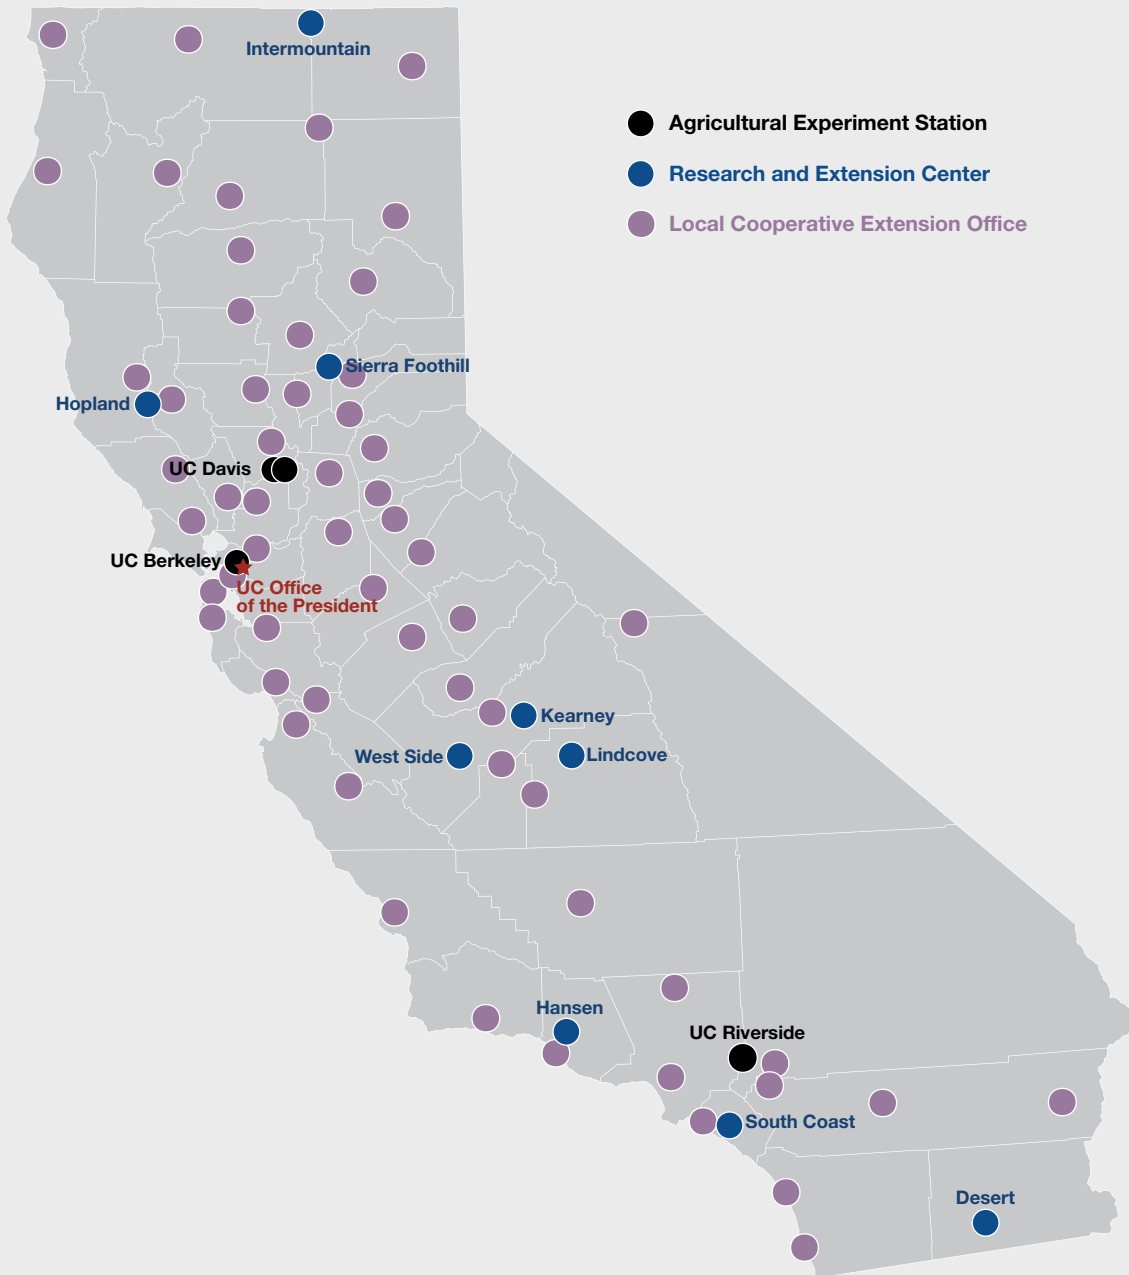 Intermountain
Agricultural Experiment Station
Research and Extension Center
Local Cooperative Extension Office
Sierra Foothill
Hopland
UC Davis
UC Berkeley
UC Office
of the President
Kearney
West Side
Lindcove
Hansen
UC Riverside
South Coast
Desert